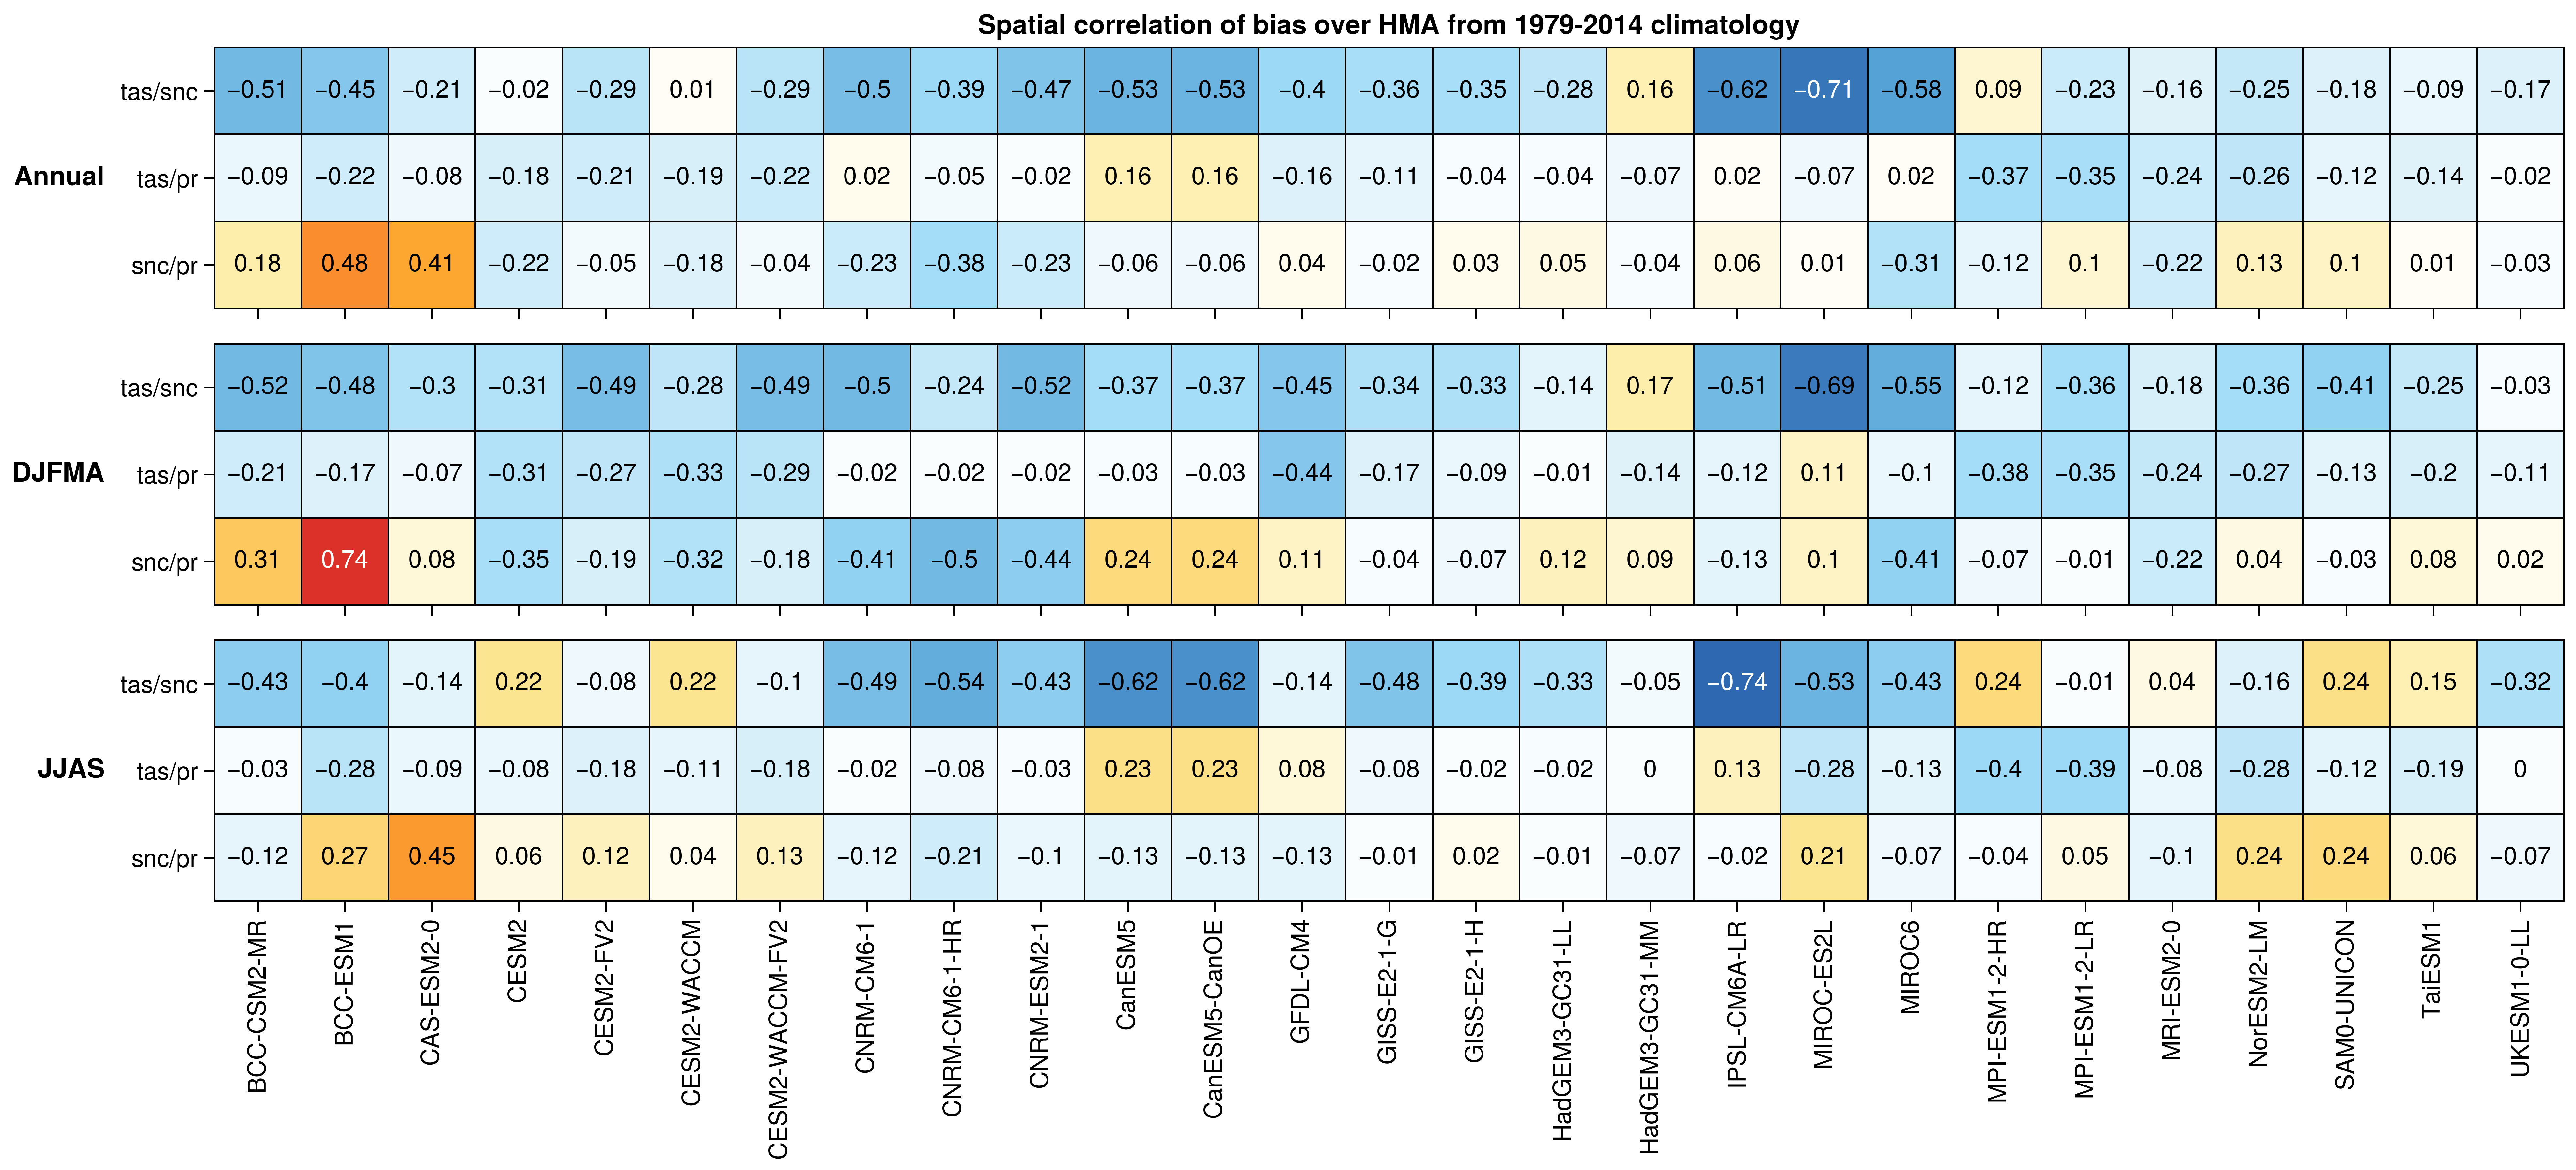 Spatial correlation of bias over HMA from 1979-2014 climatology
tas/snc −0.51 −0.45 −0.21 −0.02 −0.29 0.01 −0.29 −0.5 −0.39 −0.47 −0.53 −0.53 −0.4 −0.36 −0.35 −0.28 0.16 −0.62 −0.71 −0.58 0.09 −0.23 −0.16 −0.25 −0.18 −0.09 −0.17
Annual tas/pr −0.09 −0.22 −0.08 −0.18 −0.21 −0.19 −0.22 0.02 −0.05 −0.02 0.16 0.16 −0.16 −0.11 −0.04 −0.04 −0.07 0.02 −0.07 0.02 −0.37 −0.35 −0.24 −0.26 −0.12 −0.14 −0.02
snc/pr 0.18 0.48 0.41 −0.22 −0.05 −0.18 −0.04 −0.23 −0.38 −0.23 −0.06 −0.06 0.04 −0.02 0.03 0.05 −0.04 0.06 0.01 −0.31 −0.12 0.1 −0.22 0.13 0.1 0.01 −0.03
tas/snc −0.52 −0.48 −0.3 −0.31 −0.49 −0.28 −0.49 −0.5 −0.24 −0.52 −0.37 −0.37 −0.45 −0.34 −0.33 −0.14 0.17 −0.51 −0.69 −0.55 −0.12 −0.36 −0.18 −0.36 −0.41 −0.25 −0.03
DJFMA tas/pr −0.21 −0.17 −0.07 −0.31 −0.27 −0.33 −0.29 −0.02 −0.02 −0.02 −0.03 −0.03 −0.44 −0.17 −0.09 −0.01 −0.14 −0.12 0.11 −0.1 −0.38 −0.35 −0.24 −0.27 −0.13 −0.2 −0.11
snc/pr 0.31 0.74 0.08 −0.35 −0.19 −0.32 −0.18 −0.41 −0.5 −0.44 0.24 0.24 0.11 −0.04 −0.07 0.12 0.09 −0.13 0.1 −0.41 −0.07 −0.01 −0.22 0.04 −0.03 0.08 0.02
tas/snc −0.43 −0.4 −0.14 0.22 −0.08 0.22 −0.1 −0.49 −0.54 −0.43 −0.62 −0.62 −0.14 −0.48 −0.39 −0.33 −0.05 −0.74 −0.53 −0.43 0.24 −0.01 0.04 −0.16 0.24 0.15 −0.32
JJAS tas/pr −0.03 −0.28 −0.09 −0.08 −0.18 −0.11 −0.18 −0.02 −0.08 −0.03 0.23 0.23 0.08 −0.08 −0.02 −0.02 0 0.13 −0.28 −0.13 −0.4 −0.39 −0.08 −0.28 −0.12 −0.19 0
snc/pr −0.12 0.27 0.45 0.06 0.12 0.04 0.13 −0.12 −0.21 −0.1 −0.13 −0.13 −0.13 −0.01 0.02 −0.01 −0.07 −0.02 0.21 −0.07 −0.04 0.05 −0.1 0.24 0.24 0.06 −0.07
BCC-CSM2-MR
BCC-ESM1
CAS-ESM2-0
CESM2
CESM2-FV2
CESM2-WACCM
CESM2-WACCM-FV2
CNRM-CM6-1
CNRM-CM6-1-HR
CNRM-ESM2-1
CanESM5
CanESM5-CanOE
GFDL-CM4
GISS-E2-1-G
GISS-E2-1-H
HadGEM3-GC31-LL
HadGEM3-GC31-MM
IPSL-CM6A-LR
MIROC-ES2L
MIROC6
MPI-ESM1-2-HR
MPI-ESM1-2-LR
MRI-ESM2-0
NorESM2-LM
SAM0-UNICON
TaiESM1
UKESM1-0-LL